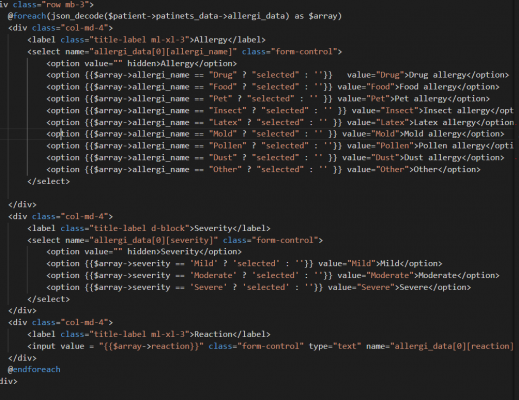 iv class="row mb-3">
@foreach(json_decode($patient->patinets_data->allergi_data) as $array)
<div class="col-md-4">
<label class="title-label ml-xl-3">Allergy</label>
<select name="allergi_data[0][allergi_name]" class="form-control">
<option value="" hidden>Allergy</option>
<option {{$array->allergi_name == "Drug" ? "selected" : ''}}   value="Drug">Drug allergy</option>
<option {{$array->allergi_name == "Food" ? "selected" : ''}} value="Food">Food allergy</option>
<option {{$array->allergi_name == "Pet" ? "selected" : ''}} value="Pet">Pet allergy</option>
<option {{$array->allergi_name == "Insect" ? "selected" : ''}} value="Insect">Insect allergy</opt
<option {{$array->allergi_name == "Latex" ? "selected" : ''}} value="Latex">Latex allergy</option
<option {{$array->allergi_name == "Mold" ? "selected" : '' }} value="Mold">Mold allergy</option>
<option {{$array->allergi_name == "Pollen" ? "selected" : ''}} value="Pollen">Pollen allergy</opti
<option {{$array->allergi_name == "Dust" ? "selected" : ''}} value="Dust">Dust allergy</option>
<option {{$array->allergi_name == "Other" ? "selected" : ''}} value="Other">Other</option>
</select>
</div>
<div class="col-md-4">
<label class="title-label d-block">Severity</label>
<select name="allergi_data[0][severity]" class="form-control">
<option value="" hidden>Severity</option>
<option {{$array->severity == 'Mild' ? 'selected' : ''}} value="Mild">Mild</option>
<option {{$array->severity == 'Moderate' ? 'selected' : ''}} value="Moderate">Moderate</option>
<option {{$array->severity == 'Severe' ? 'selected' : ''}} value="Severe">Severe</option>
</select>
</div>
<div class="col-md-4">
<label class="title-label ml-xl-3">Reaction</label>
<input value = "{{$array->reaction}}" class="form-control" type="text" name="allergi_data[0][reaction]
</div>
@endforeach
div>